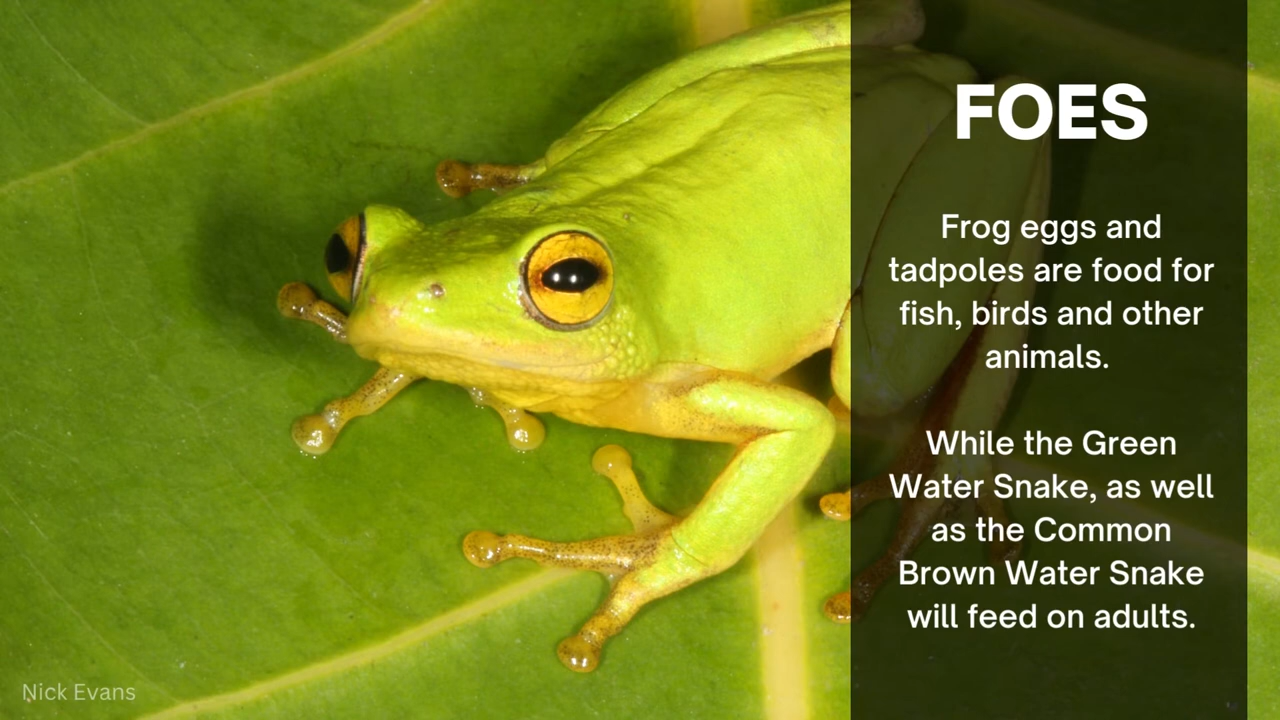 FOES
Frog eggs and
tadpoles are food for
fish, birds and other
animals.
While the Green
Water Snake, as well
as the Common
Brown Water Snake
will feed on adults.
Nick Evans